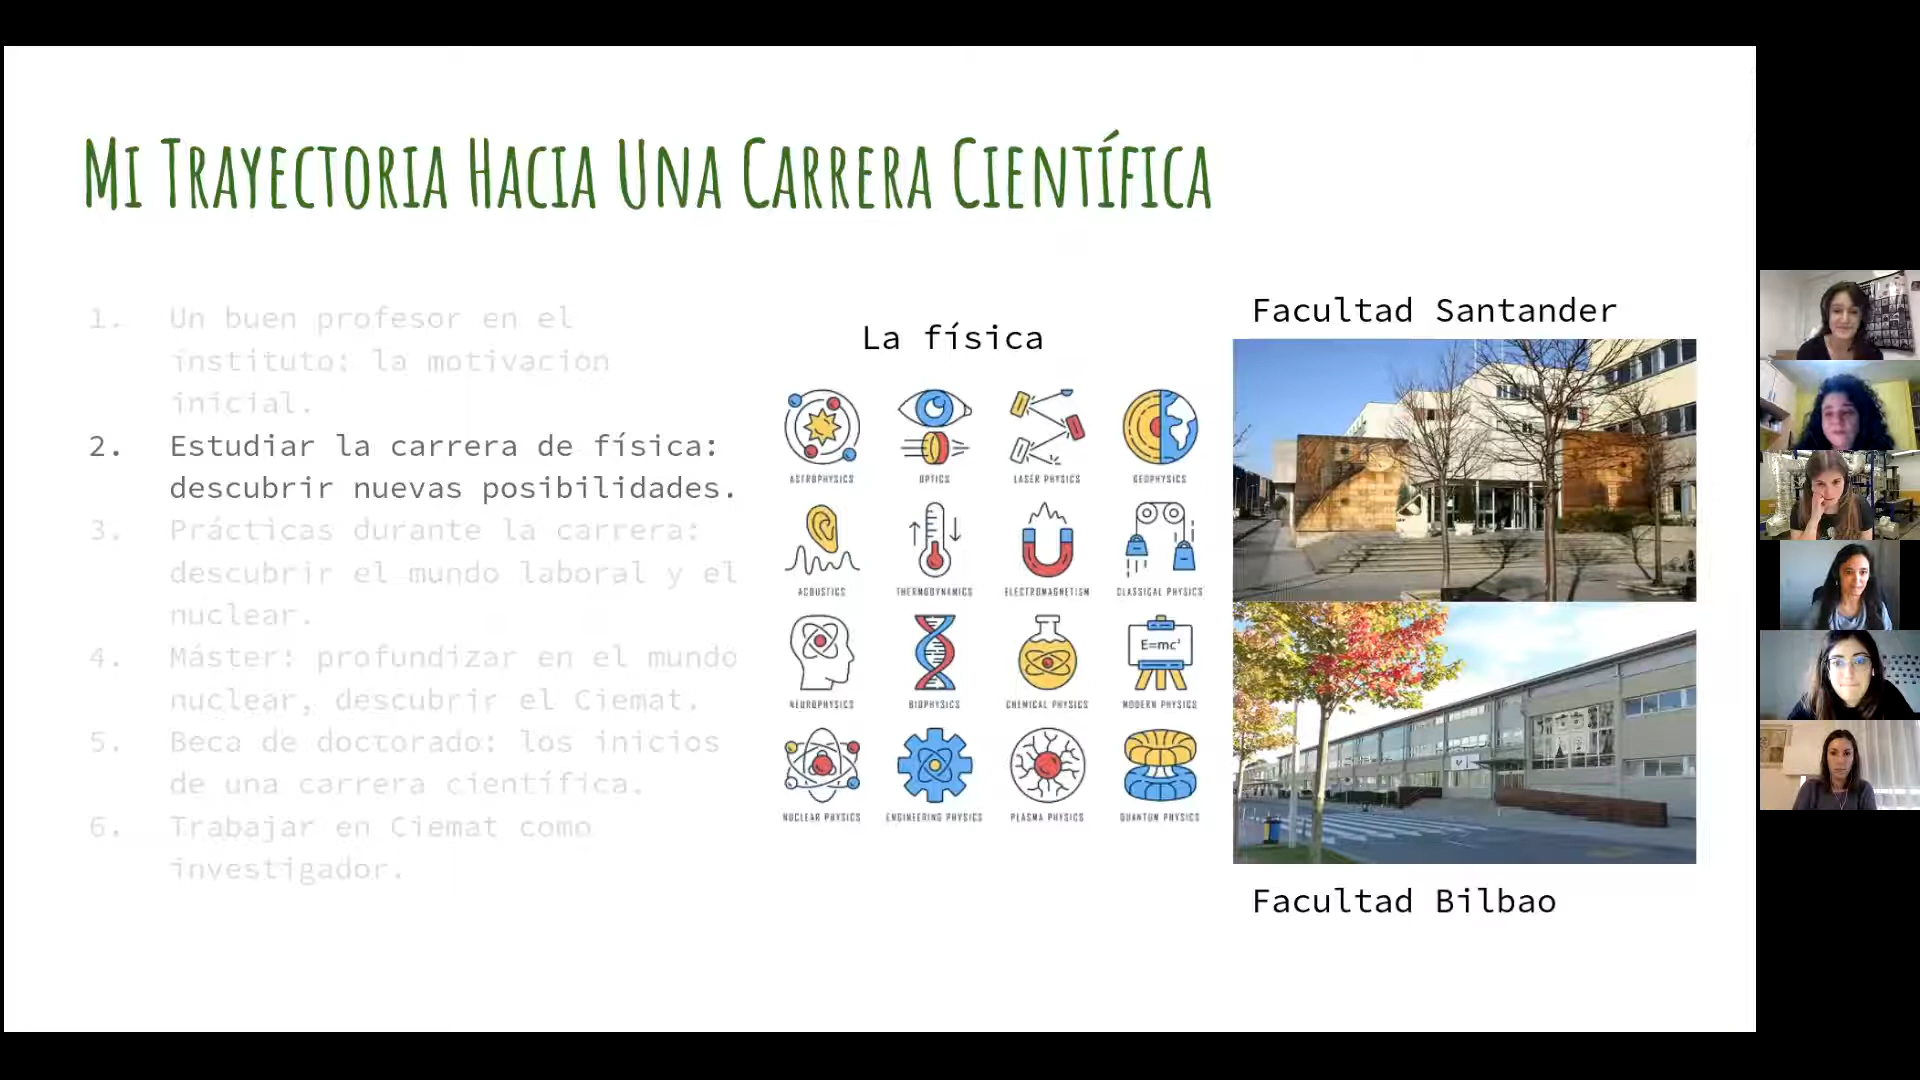 Mi Trayectoria Hacia Una Carrera Científica
1. Un buen profesor en el
instituto: la motivacion
inicial.
2. Estudiar la carrera de física:
descubrir nuevas posibilidades.
3. Prácticas durante la carrera:
descubrir el mundo laboral y el
nuclear.
4. Máster: profundizar en el mundo
nuclear, descubrir el Ciemat.
5. Beca de doctorado: los inicios
de una carrera científica.
6. Trabajar en Ciemat como
investigador.
La física
ASTROPHYSICS OPTICS LASER PHYSICS GEOPHYSICS
ACOUSTICS THERMODYNAMICS ELECTROMAGNETISM CLASSICAL PHYSICS
E=mc²
NEUROPHYSICS BIOPHYSICS CHEMICAL PHYSICS MODERN PHYSICS
NUCLEAR PHYSICS ENGINEERING PHYSICS PLASMA PHYSICS QUANTUM PHYSICS
Facultad Santander
Facultad Bilbao